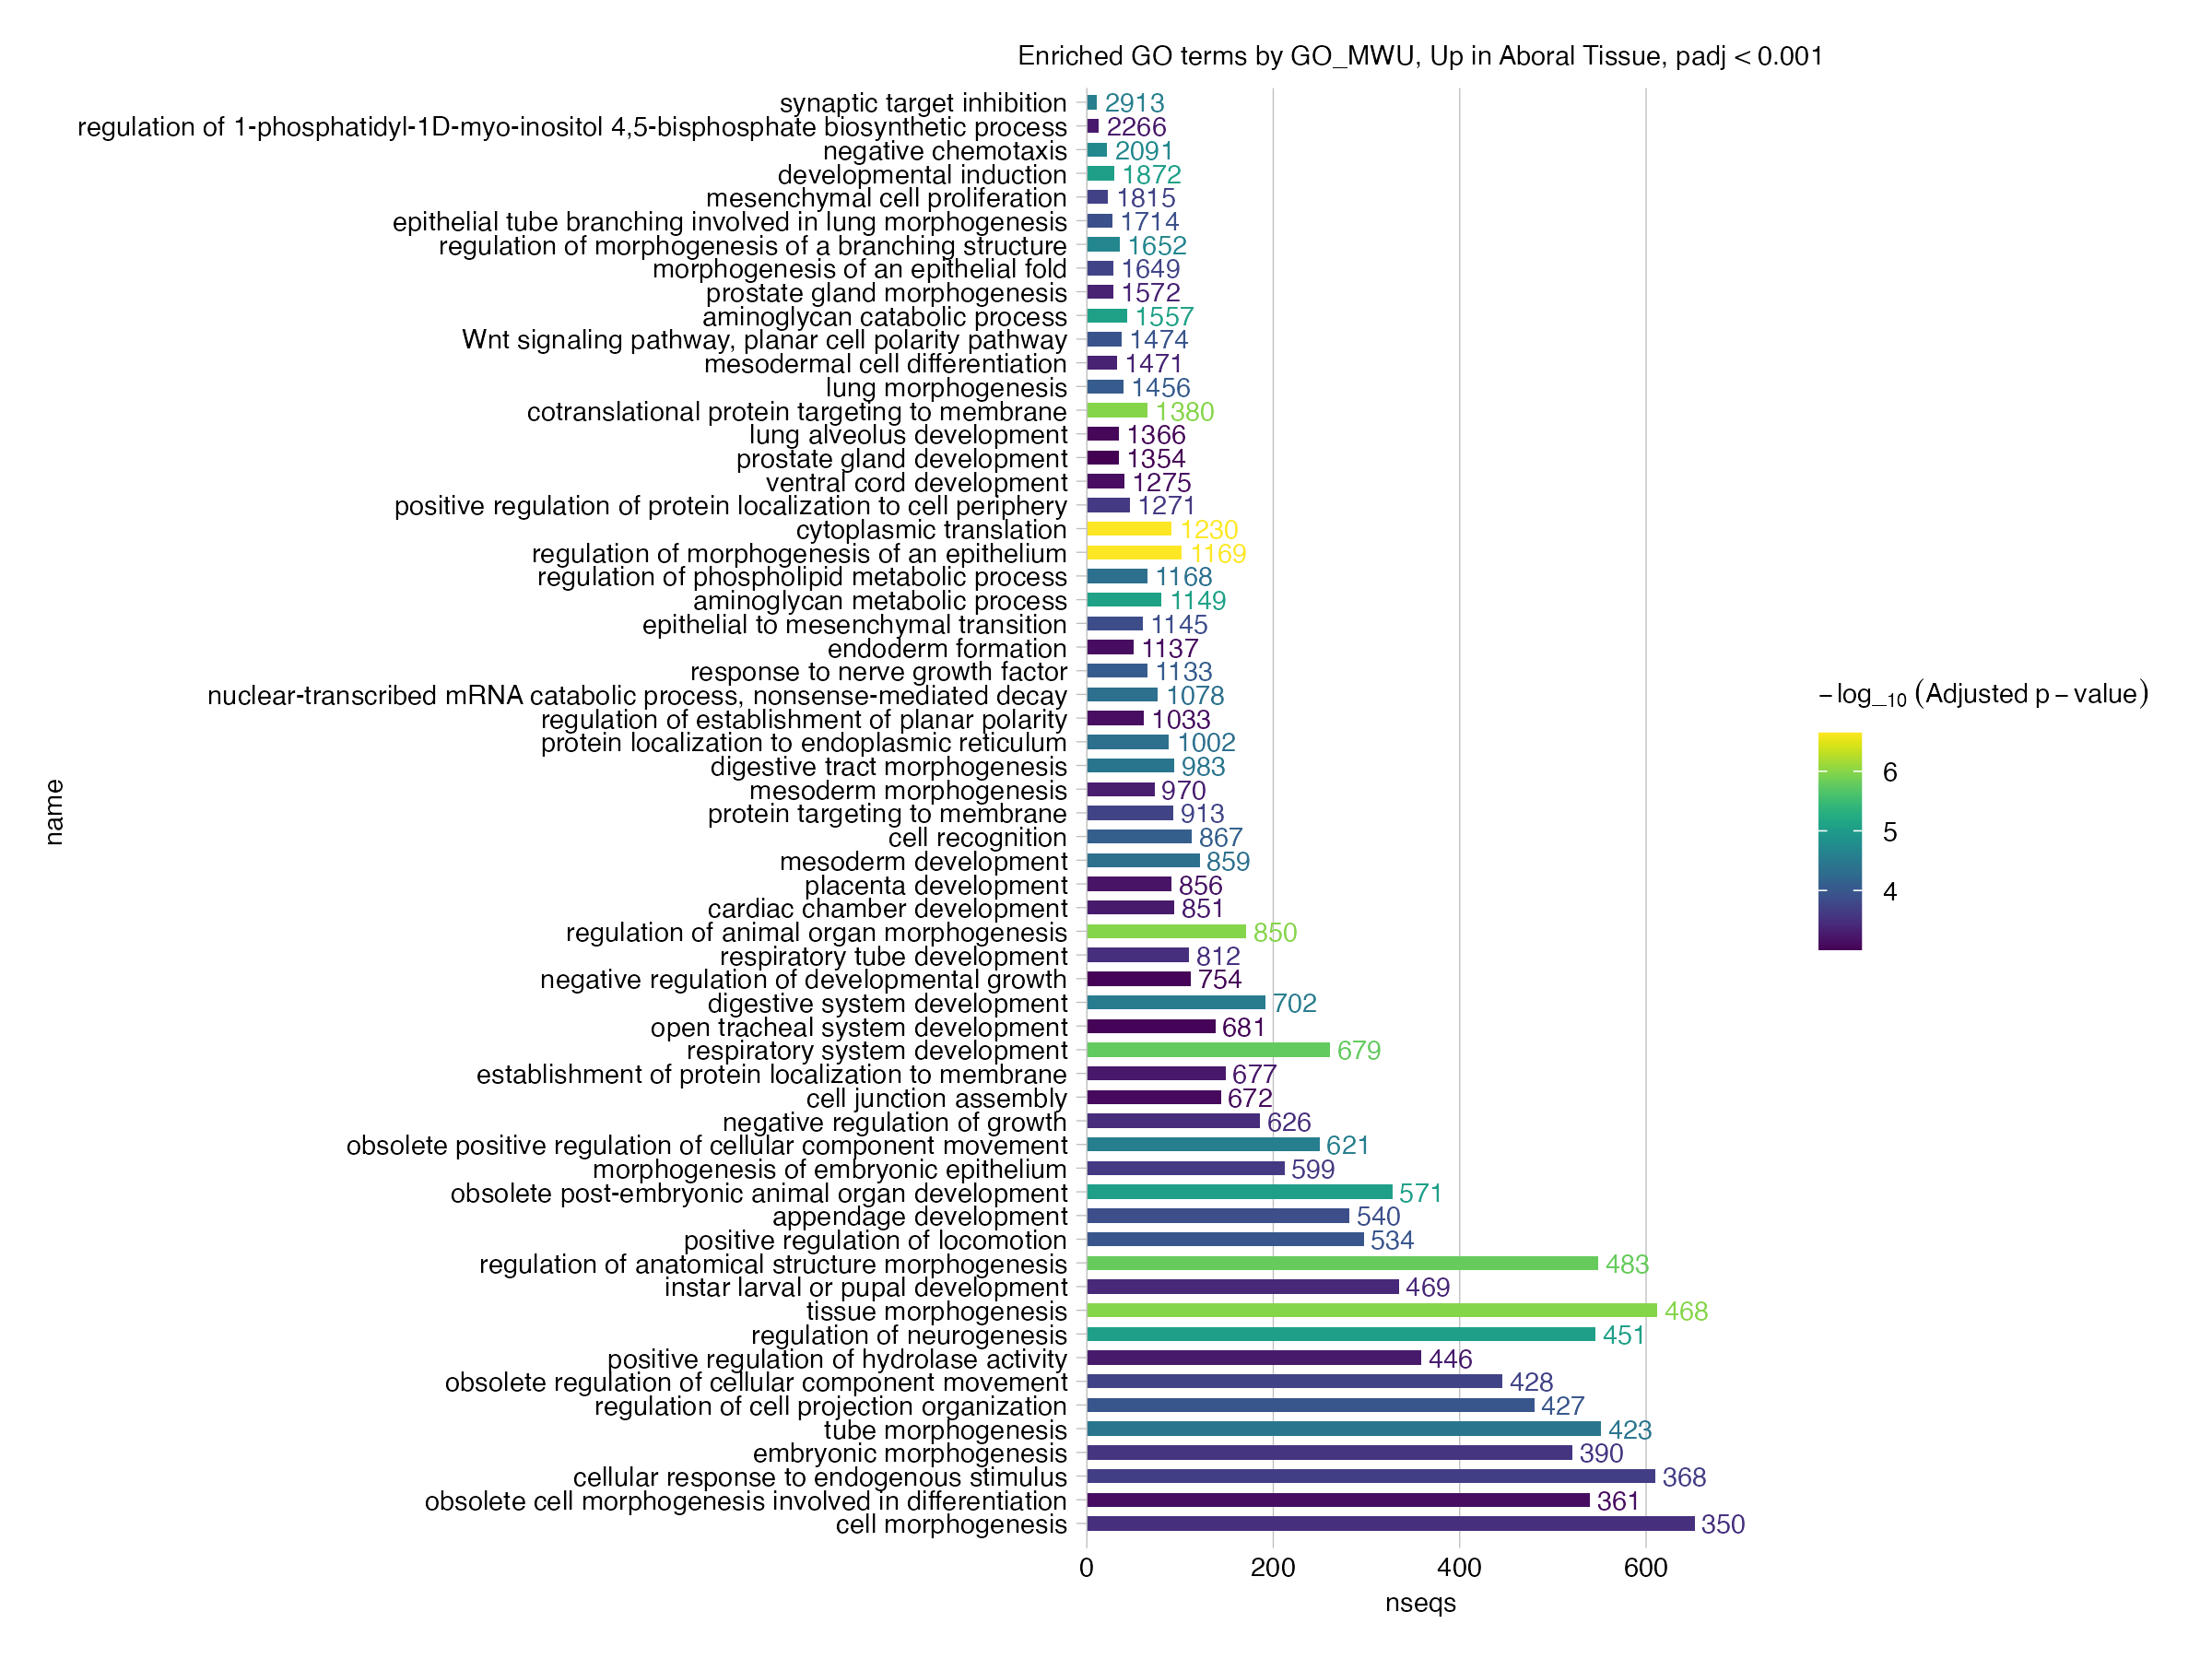 Enriched GO terms by GO_MWU, Up in Aboral Tissue, padj < 0.001
synaptic target inhibition 2913
regulation of 1-phosphatidyl-1D-myo-inositol 4,5-bisphosphate biosynthetic process 2266
negative chemotaxis 2091
developmental induction 1872
mesenchymal cell proliferation 1815
epithelial tube branching involved in lung morphogenesis 1714
regulation of morphogenesis of a branching structure 1652
morphogenesis of an epithelial fold 1649
prostate gland morphogenesis 1572
aminoglycan catabolic process 1557
Wnt signaling pathway, planar cell polarity pathway 1474
mesodermal cell differentiation 1471
lung morphogenesis 1456
cotranslational protein targeting to membrane 1380
lung alveolus development 1366
prostate gland development 1354
ventral cord development 1275
positive regulation of protein localization to cell periphery 1271
cytoplasmic translation 1230
regulation of morphogenesis of an epithelium 1169
regulation of phospholipid metabolic process 1168
aminoglycan metabolic process 1149
epithelial to mesenchymal transition 1145
endoderm formation 1137
response to nerve growth factor 1133
nuclear-transcribed mRNA catabolic process, nonsense-mediated decay 1078
regulation of establishment of planar polarity 1033
protein localization to endoplasmic reticulum 1002
digestive tract morphogenesis 983
mesoderm morphogenesis 970
protein targeting to membrane 913
cell recognition 867
mesoderm development 859
placenta development 856
cardiac chamber development 851
regulation of animal organ morphogenesis 850
respiratory tube development 812
negative regulation of developmental growth 754
digestive system development 702
open tracheal system development 681
respiratory system development 679
establishment of protein localization to membrane 677
cell junction assembly 672
negative regulation of growth 626
obsolete positive regulation of cellular component movement 621
morphogenesis of embryonic epithelium 599
obsolete post-embryonic animal organ development 571
appendage development 540
positive regulation of locomotion 534
regulation of anatomical structure morphogenesis 483
instar larval or pupal development 469
tissue morphogenesis 468
regulation of neurogenesis 451
positive regulation of hydrolase activity 446
obsolete regulation of cellular component movement 428
regulation of cell projection organization 427
tube morphogenesis 423
embryonic morphogenesis 390
cellular response to endogenous stimulus 368
obsolete cell morphogenesis involved in differentiation 361
cell morphogenesis 350
0 200 400 600
nseqs
name
−log_10 (Adjusted p−value)
6
5
4